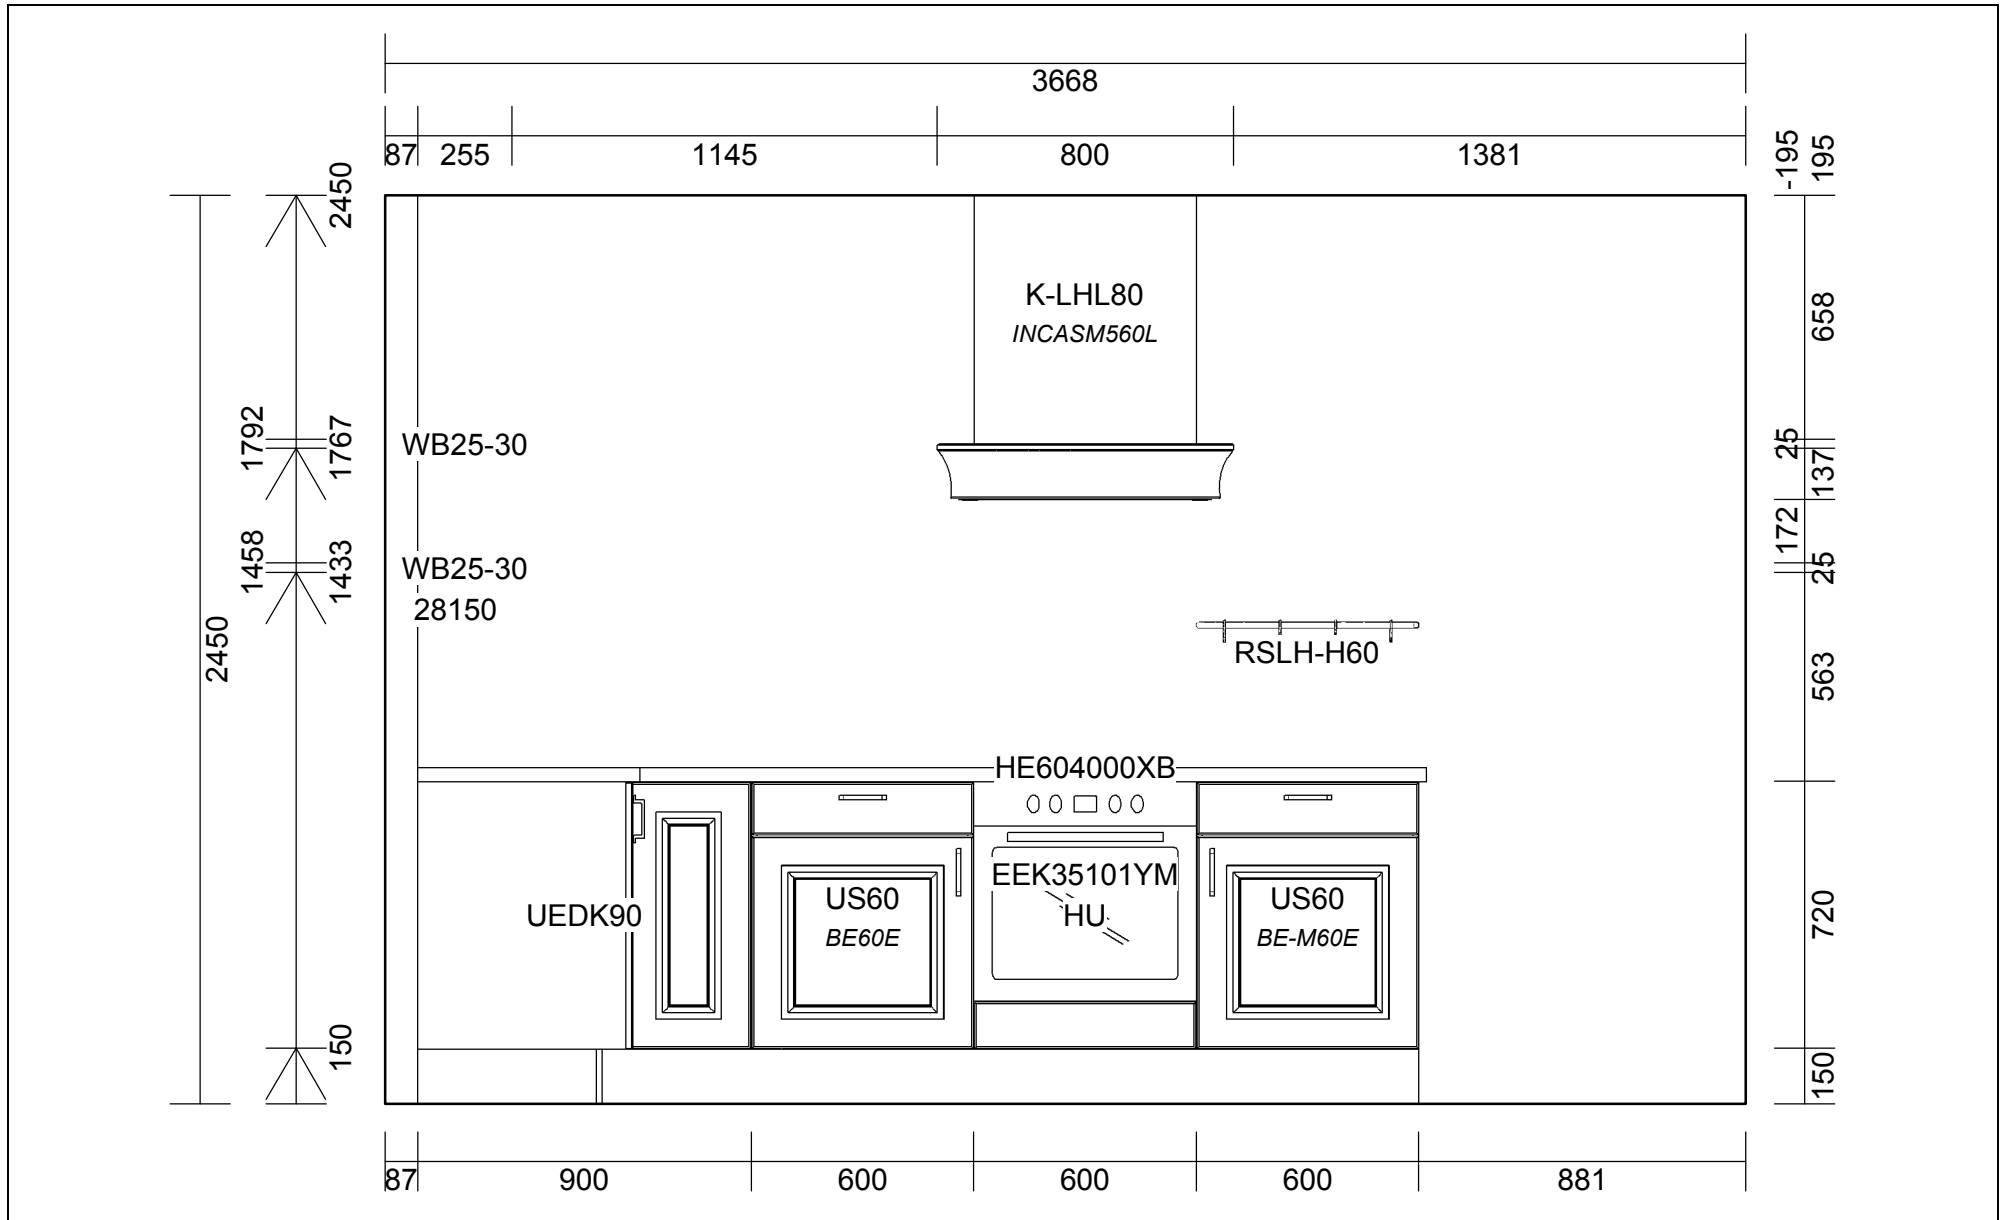 3668
87 255 1145 800 1381
-195 195
2450
K-LHL80
INCASM560L
658
1792 1767
WB25-30
25
137
1458 1433
WB25-30
28150
172
25
2450
RSLH-H60
563
HE604000XB
EEK35101YM
HU
UEDK90
US60
BE60E
US60
BE-M60E
720
150
150
87 900 600 600 600 881